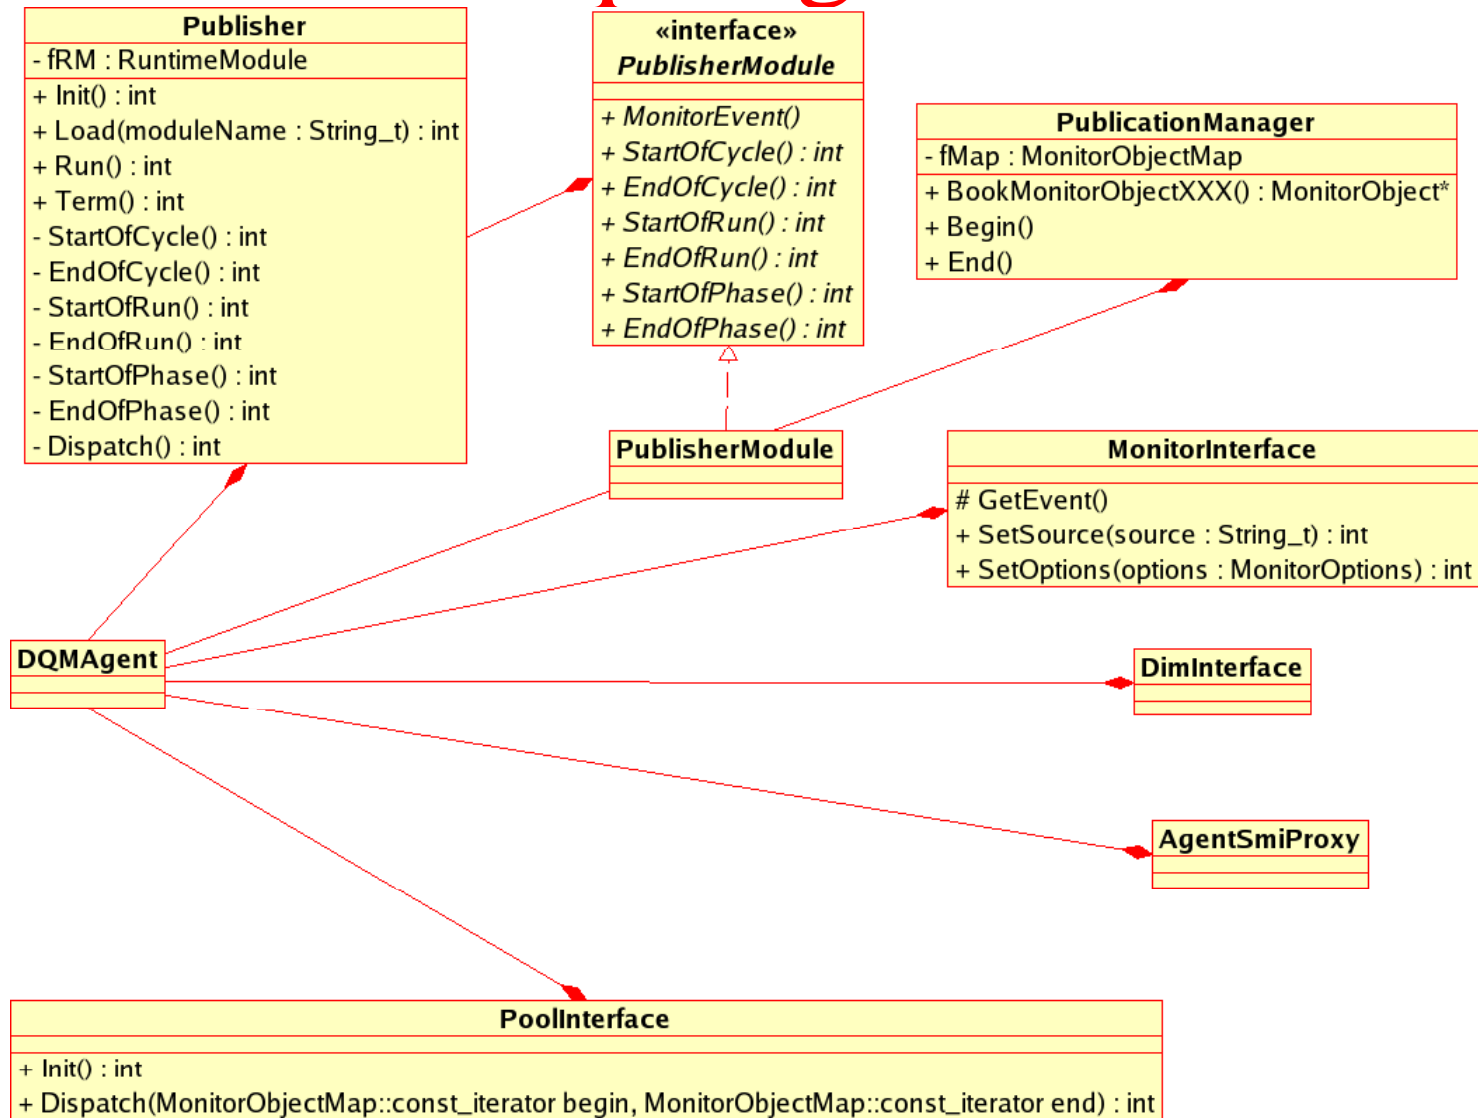 Publisher
- fRM : RuntimeModule
+ Init() : int
+ Load(moduleName : String_t) : int
+ Run() : int
+ Term() : int
- StartOfCycle() : int
- EndOfCycle() : int
- StartOfRun() : int
- EndOfRun() : int
- StartOfPhase() : int
- EndOfPhase() : int
- Dispatch() : int
«interface»
PublisherModule
+ MonitorEvent()
+ StartOfCycle() : int
+ EndOfCycle() : int
+ StartOfRun() : int
+ EndOfRun() : int
+ StartOfPhase() : int
+ EndOfPhase() : int
PublicationManager
- fMap : MonitorObjectMap
+ BookMonitorObjectXXX() : MonitorObject*
+ Begin()
+ End()
PublisherModule
MonitorInterface
# GetEvent()
+ SetSource(source : String_t) : int
+ SetOptions(options : MonitorOptions) : int
DQMAgent
DimInterface
AgentSmiProxy
PoolInterface
+ Init() : int
+ Dispatch(MonitorObjectMap::const_iterator begin, MonitorObjectMap::const_iterator end) : int